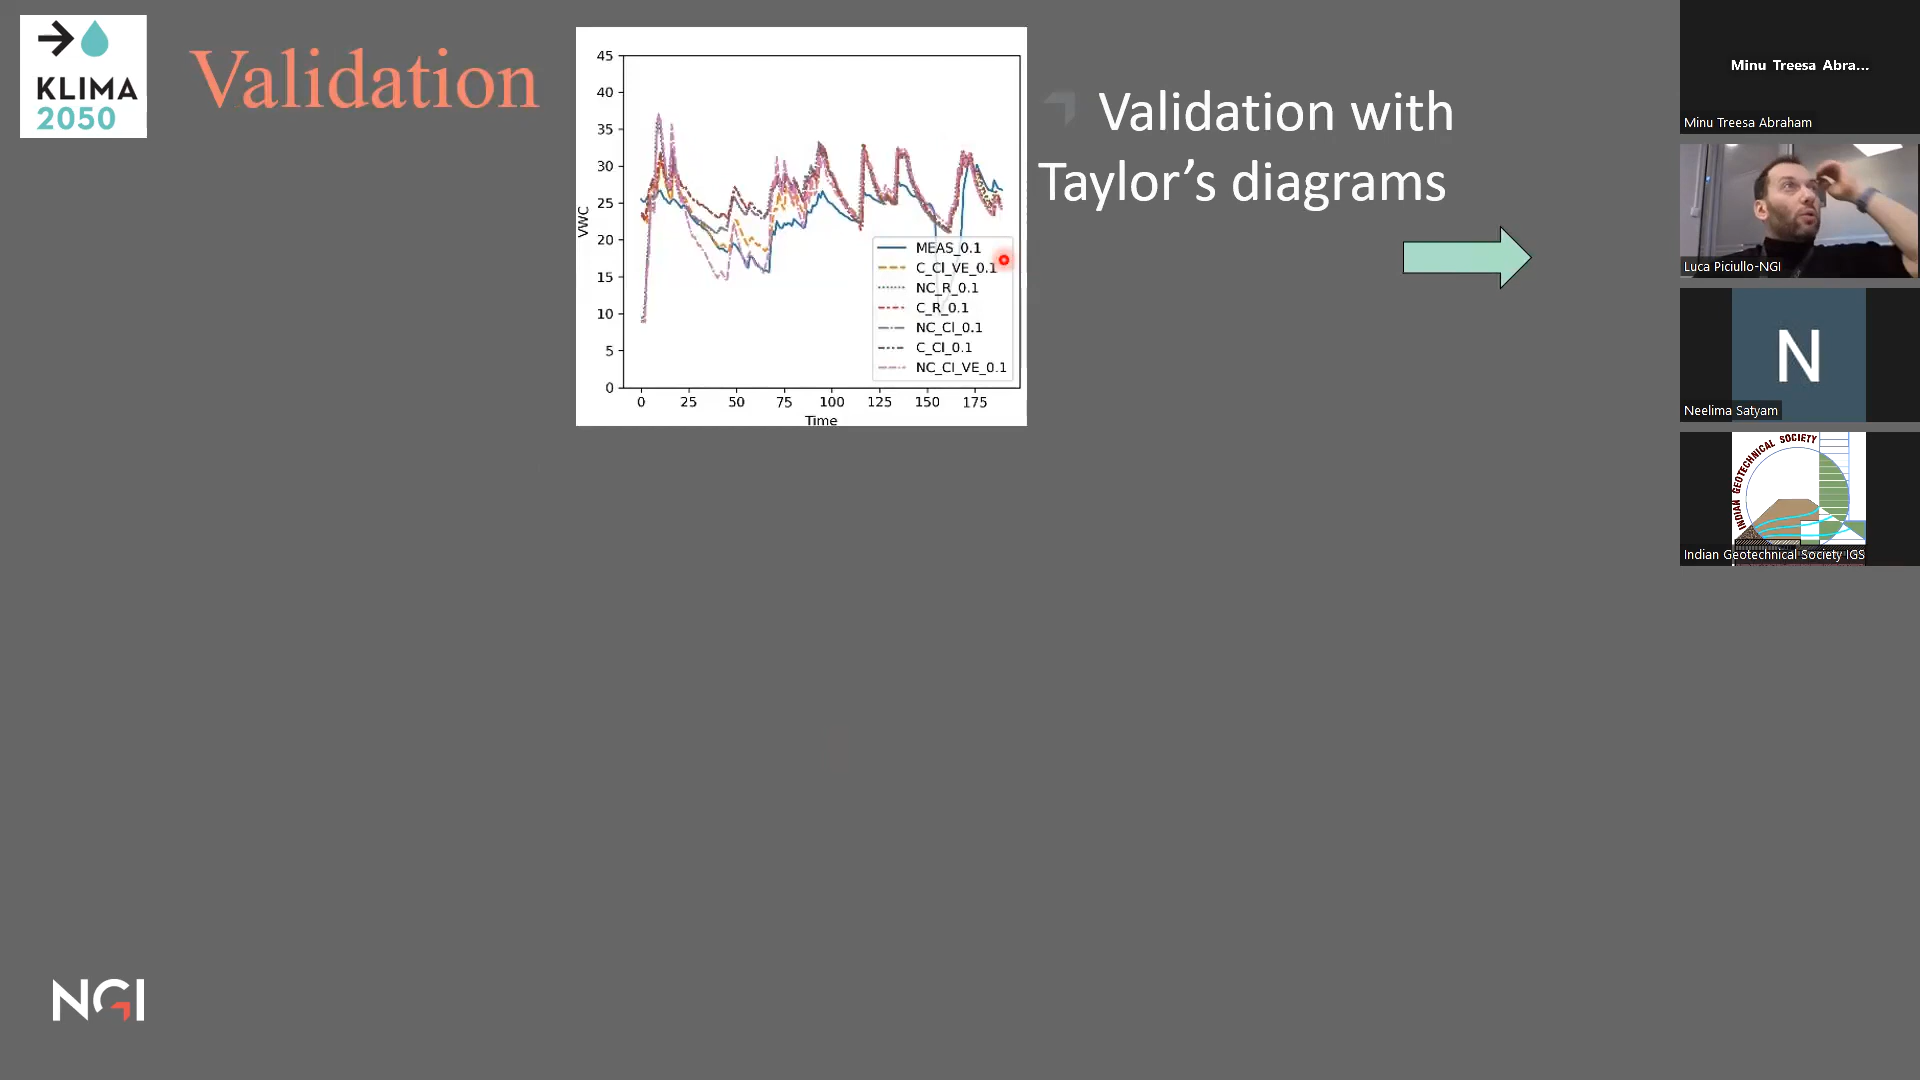 KLIMA
2050
Validation
45
40
35
30
25
20
15
10
5
0
VWC
0 25 50 75 100 125 150 175
Time
MEAS_0.1
C_CI_VE_0.1
NC_R_0.1
C_R_0.1
NC_CI_0.1
C_CI_0.1
NC_CI_VE_0.1
Validation with
Taylor’s diagrams
Minu Treesa Abra...
Minu Treesa Abraham
Luca Piciullo-NGI
N
Neelima Satyam
INDIAN GEOTECHNICAL SOCIETY
Indian Geotechnical Society IGS
NGI